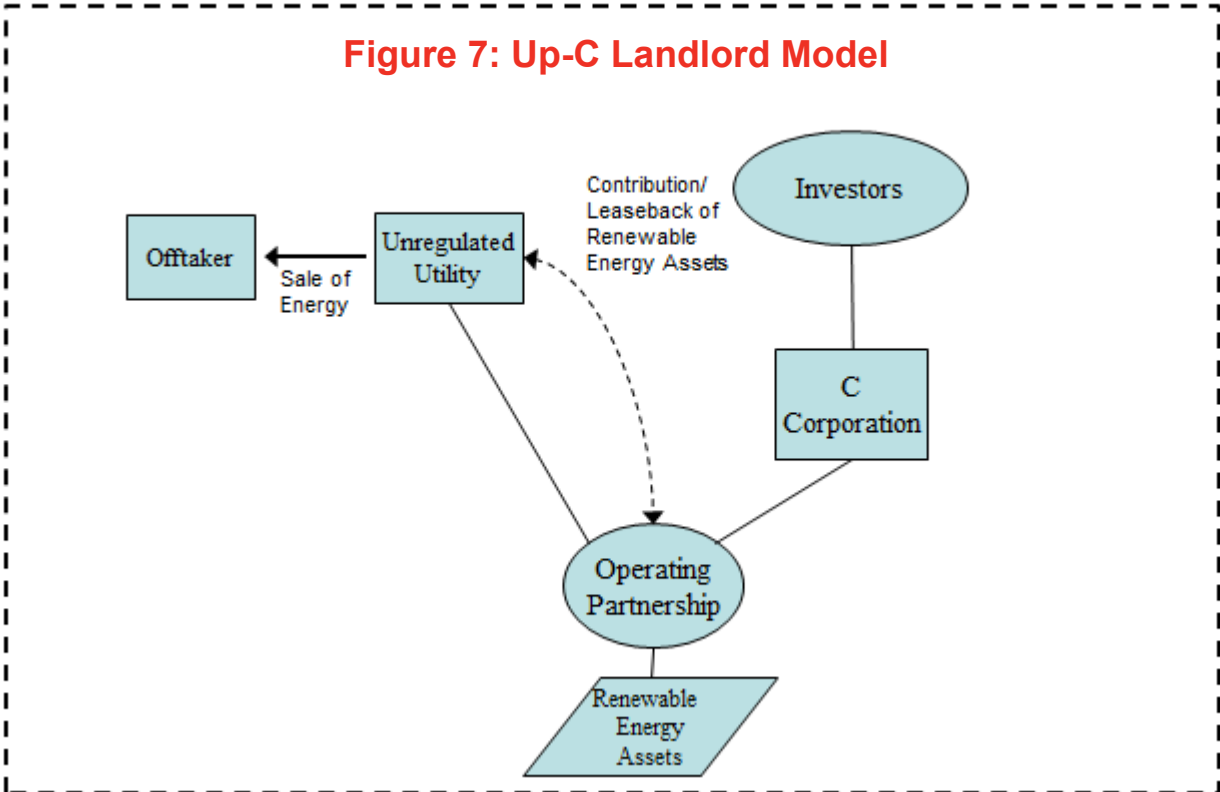 Figure 7: Up-C Landlord Model
Investors
Contribution/
Leaseback of
Renewable
Energy Assets
Offtaker
Sale of
Energy
Unregulated
Utility
C
Corporation
Operating
Partnership
Renewable
Energy
Assets